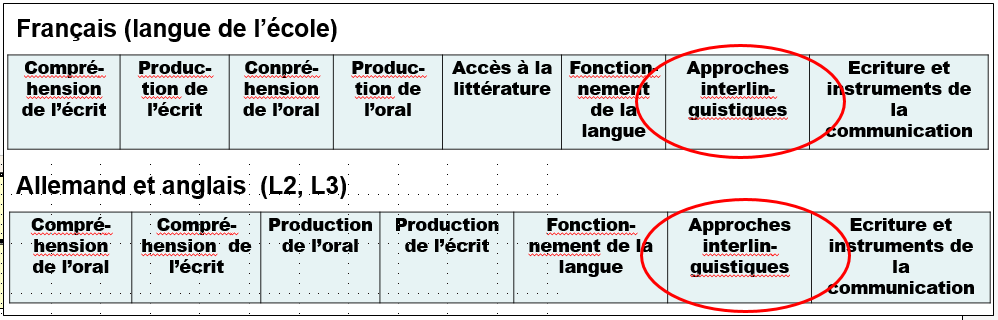 Français (langue de l’école)
Compré-
hension
de l’écrit
Produc-
tion de
l’écrit
Conpré-
hension
de l’oral
Produc-
tion de
l’oral
Accès à la
littérature
Fonction-
nement
de la
langue
Approches
interlin-
guistiques
Ecriture et
instruments de
la
communication
Allemand et anglais (L2, L3)
Compré-
hension
de l’oral
Compré-
hension de
l’écrit
Production
de l’oral
Production
de l’écrit
Fonction-
nement de la
langue
Approches
interlin-
guistiques
Ecriture et
instruments de
la
communication